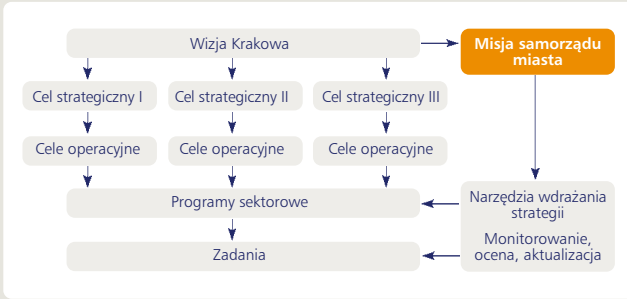 Wizja Krakowa
Misja samorządu
miasta
Cel strategiczny I
Cel strategiczny II
Cel strategiczny III
Cele operacyjne
Cele operacyjne
Cele operacyjne
Programy sektorowe
Narzędzia wdrażania
strategii
Monitorowanie,
ocena, aktualizacja
Zadania